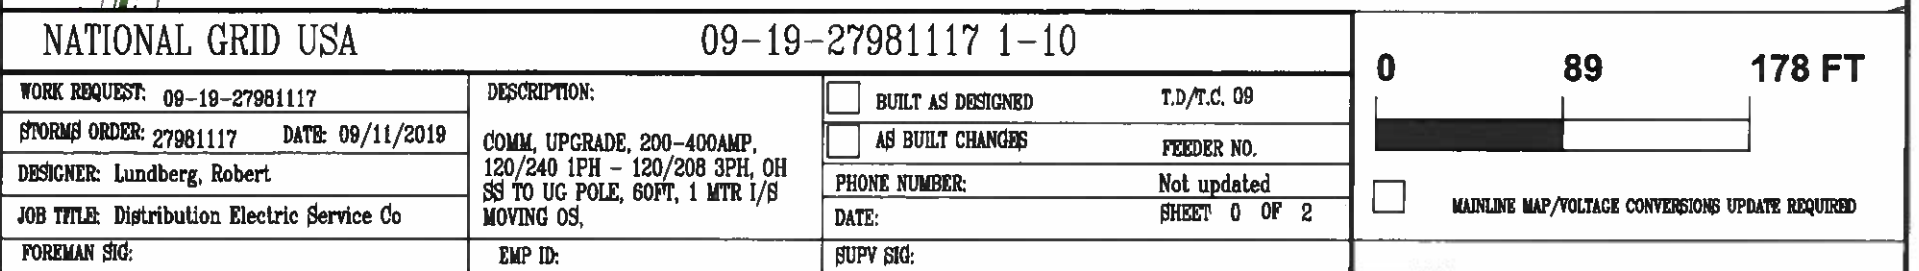 NATIONAL GRID USA 09-19-27981117 1-10
WORK REQUEST: 09-19-27981117
STORMS ORDER: 27981117 DATE: 09/11/2019
DESIGNER: Lundberg, Robert
JOB TITLE: Distribution Electric Service Co
FOREMAN SIG:
DESCRIPTION:
COMM, UPGRADE, 200-400AMP,
120/240 1PH - 120/208 3PH, OH
SS TO UG POLE, 60FT, 1 MTR I/S
MOVING OS,
EMP ID:
BUILT AS DESIGNED T.D/T.C. 09
AS BUILT CHANGES FEEDER NO.
PHONE NUMBER: Not updated
DATE: SHEET 0 OF 2
SUPV SIG:
0 89 178 FT
MAINLINE MAP/VOLTAGE CONVERSIONS UPDATE REQUIRED